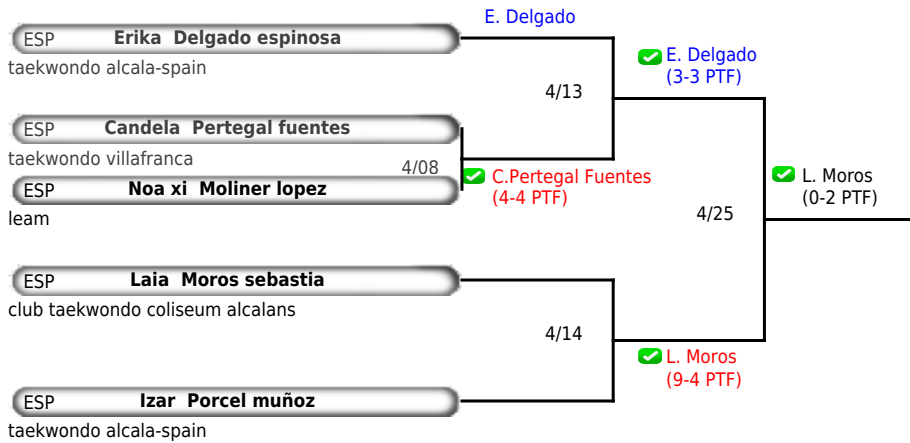 E. Delgado
ESP Erika Delgado espinosa
taekwondo alcala-spain
E. Delgado
(3-3 PTF)
4/13
ESP Candela Pertegal fuentes
taekwondo villafranca
4/08
C.Pertegal Fuentes
(4-4 PTF)
ESP Noa xi Moliner lopez
leam
L. Moros
(0-2 PTF)
4/25
ESP Laia Moros sebastia
club taekwondo coliseum alcalans
4/14
L. Moros
(9-4 PTF)
ESP Izar Porcel muñoz
taekwondo alcala-spain